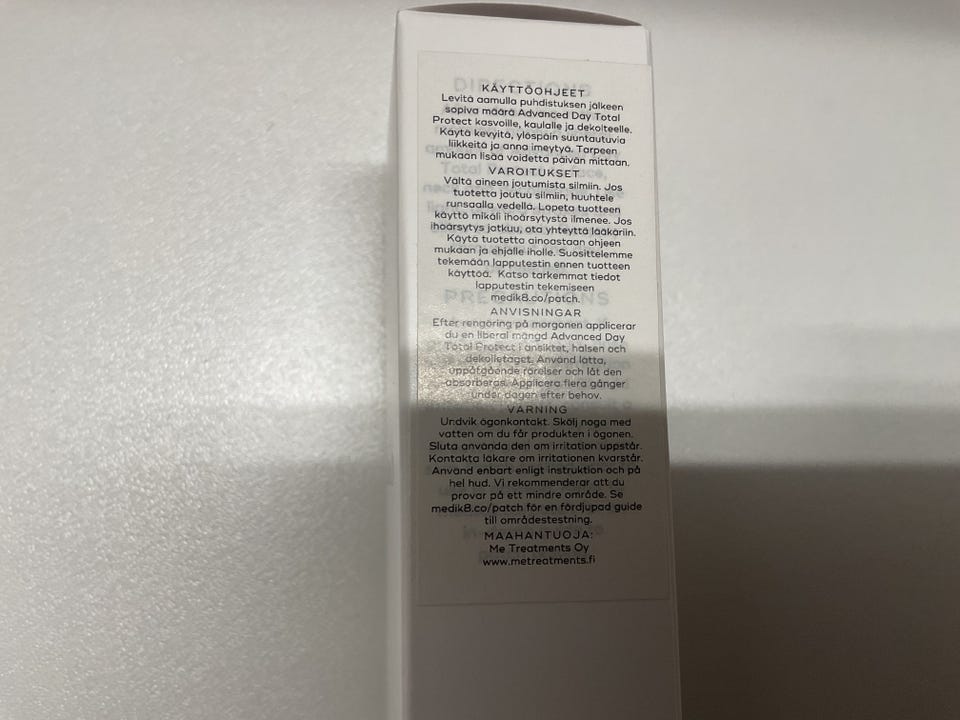 DIRECTIONS
KÄYTTÖOHJEET
Levitä aamulla puhdistuksen jälkeen
sopiva määrä Advanced Day Total
Protect kasvoille, kaulalle ja dekolteelle.
Käytä kevyitä, ylöspäin suuntautuvia
liikkeitä ja anna imeytyä. Tarpeen
mukaan lisää voidetta päivän mittaan.
VAROITUKSET
Vältä aineen joutumista silmiin. Jos
tuotetta joutuu silmiin, huuhtele
runsaalla vedellä. Lopeta tuotteen
käyttö mikäli ihoärsytystä ilmenee. Jos
ihoärsytys jatkuu, ota yhteyttä lääkäriin.
Käytä tuotetta ainoastaan ohjeen
mukaan ja ehjälle iholle. Suosittelemme
tekemään lapputestin ennen tuotteen
käyttöä. Katso tarkemmat tiedot
lapputestin tekemiseen
medik8.co/patch.
PRECAUTIONS
ANVISNINGAR
Efter rengöring på morgonen applicerar
du en liberal mängd Advanced Day
Total Protect i ansiktet, halsen och
dekolletaget. Använd lätta,
uppåtgående rörelser och låt den
absorberas. Applicera flera gånger
under dagen efter behov.
VARNING
Undvik ögonkontakt. Skölj noga med
vatten om du får produkten i ögonen.
Sluta använda den om irritation uppstår.
Kontakta läkare om irritationen kvarstår.
Använd enbart enligt instruktion och på
hel hud. Vi rekommenderar att du
provar på ett mindre område. Se
medik8.co/patch för en fördjupad guide
till områdestestning.
MAAHANTUOJA:
Me Treatments Oy
www.metreatments.fi